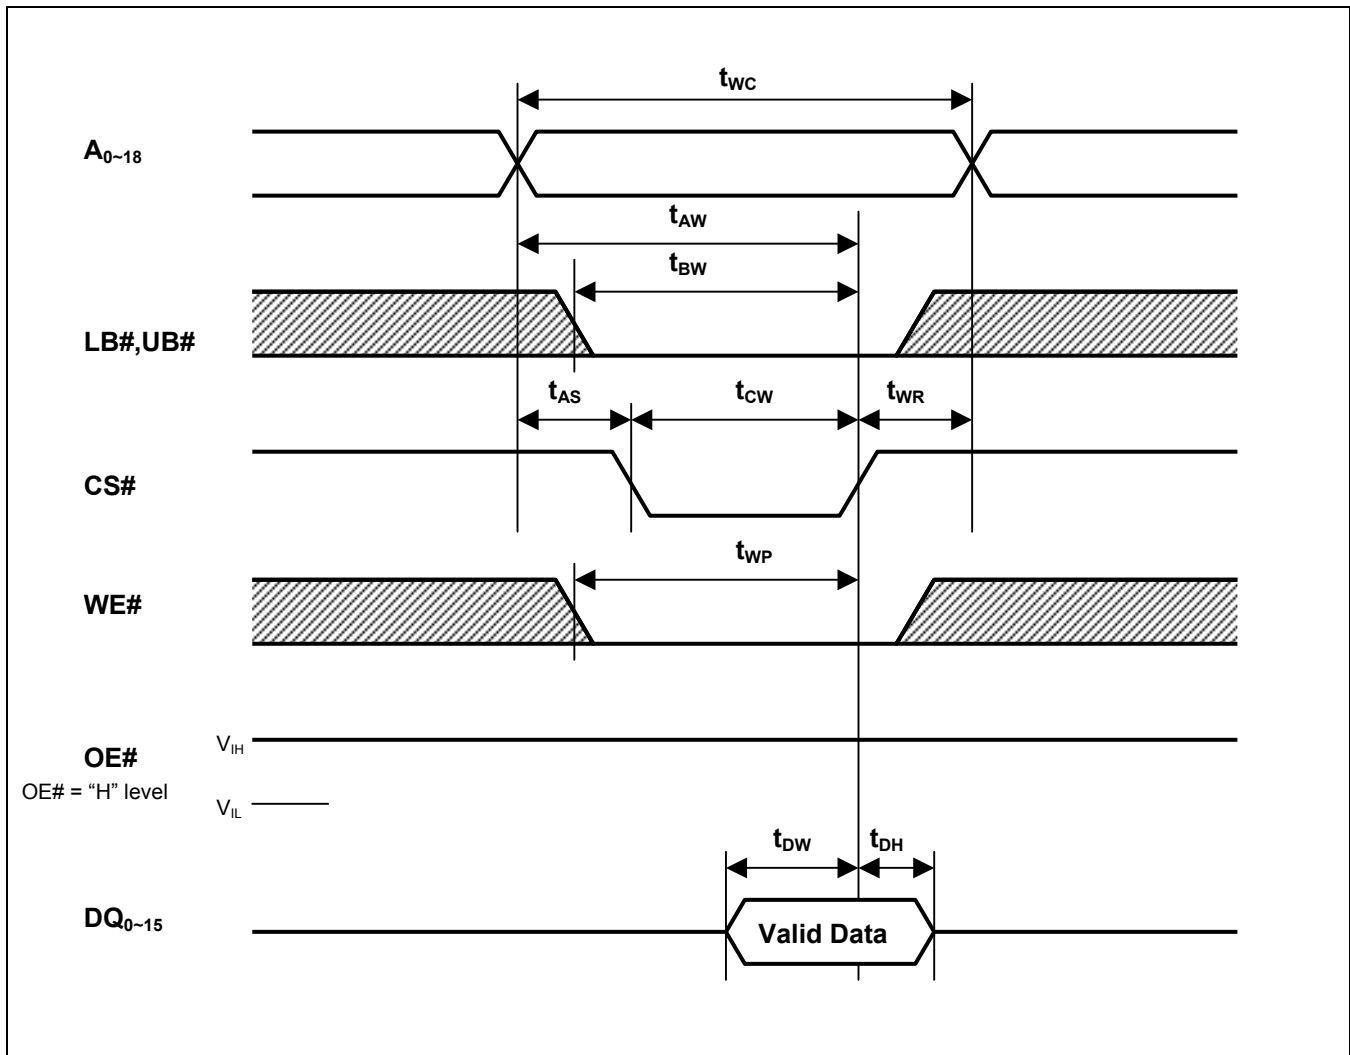 tWC
A0~18
tAW
tBW
LB#,UB#
tAS
tCW
tWR
CS#
tWP
WE#
VIH
OE#
OE# = “H” level
VIL
tDW
tDH
DQ0~15
Valid Data